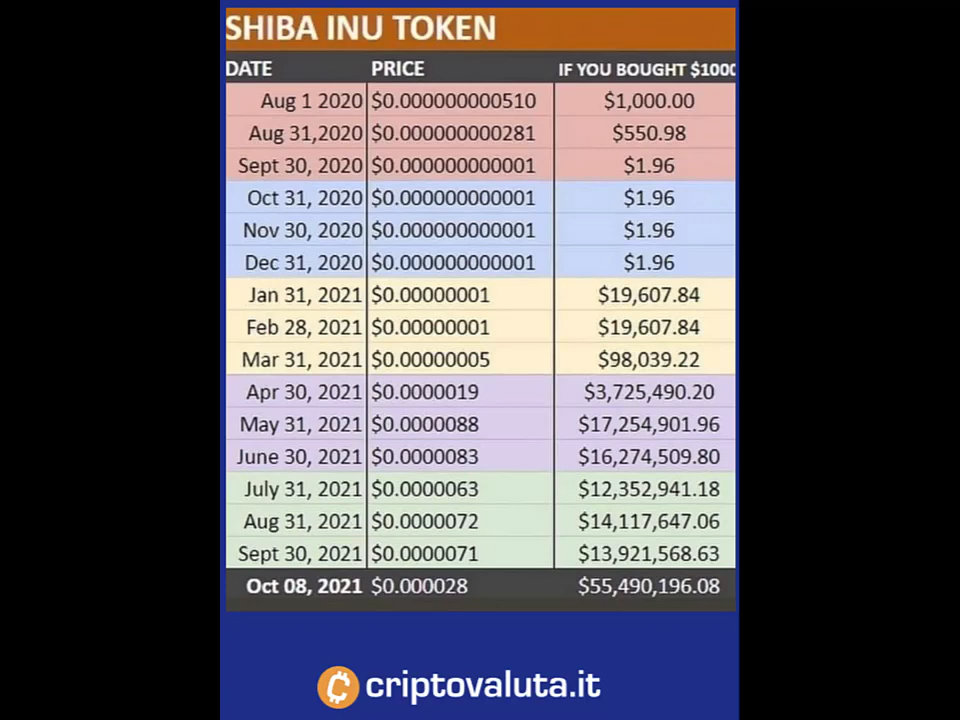 SHIBA INU TOKEN
DATE PRICE IF YOU BOUGHT $1000
Aug 1 2020 $0.000000000510 $1,000.00
Aug 31,2020 $0.000000000281 $550.98
Sept 30, 2020 $0.000000000001 $1.96
Oct 31, 2020 $0.000000000001 $1.96
Nov 30, 2020 $0.000000000001 $1.96
Dec 31, 2020 $0.000000000001 $1.96
Jan 31, 2021 $0.00000001 $19,607.84
Feb 28, 2021 $0.00000001 $19,607.84
Mar 31, 2021 $0.00000005 $98,039.22
Apr 30, 2021 $0.0000019 $3,725,490.20
May 31, 2021 $0.0000088 $17,254,901.96
June 30, 2021 $0.0000083 $16,274,509.80
July 31, 2021 $0.0000063 $12,352,941.18
Aug 31, 2021 $0.0000072 $14,117,647.06
Sept 30, 2021 $0.0000071 $13,921,568.63
Oct 08, 2021 $0.000028 $55,490,196.08
criptovaluta.it